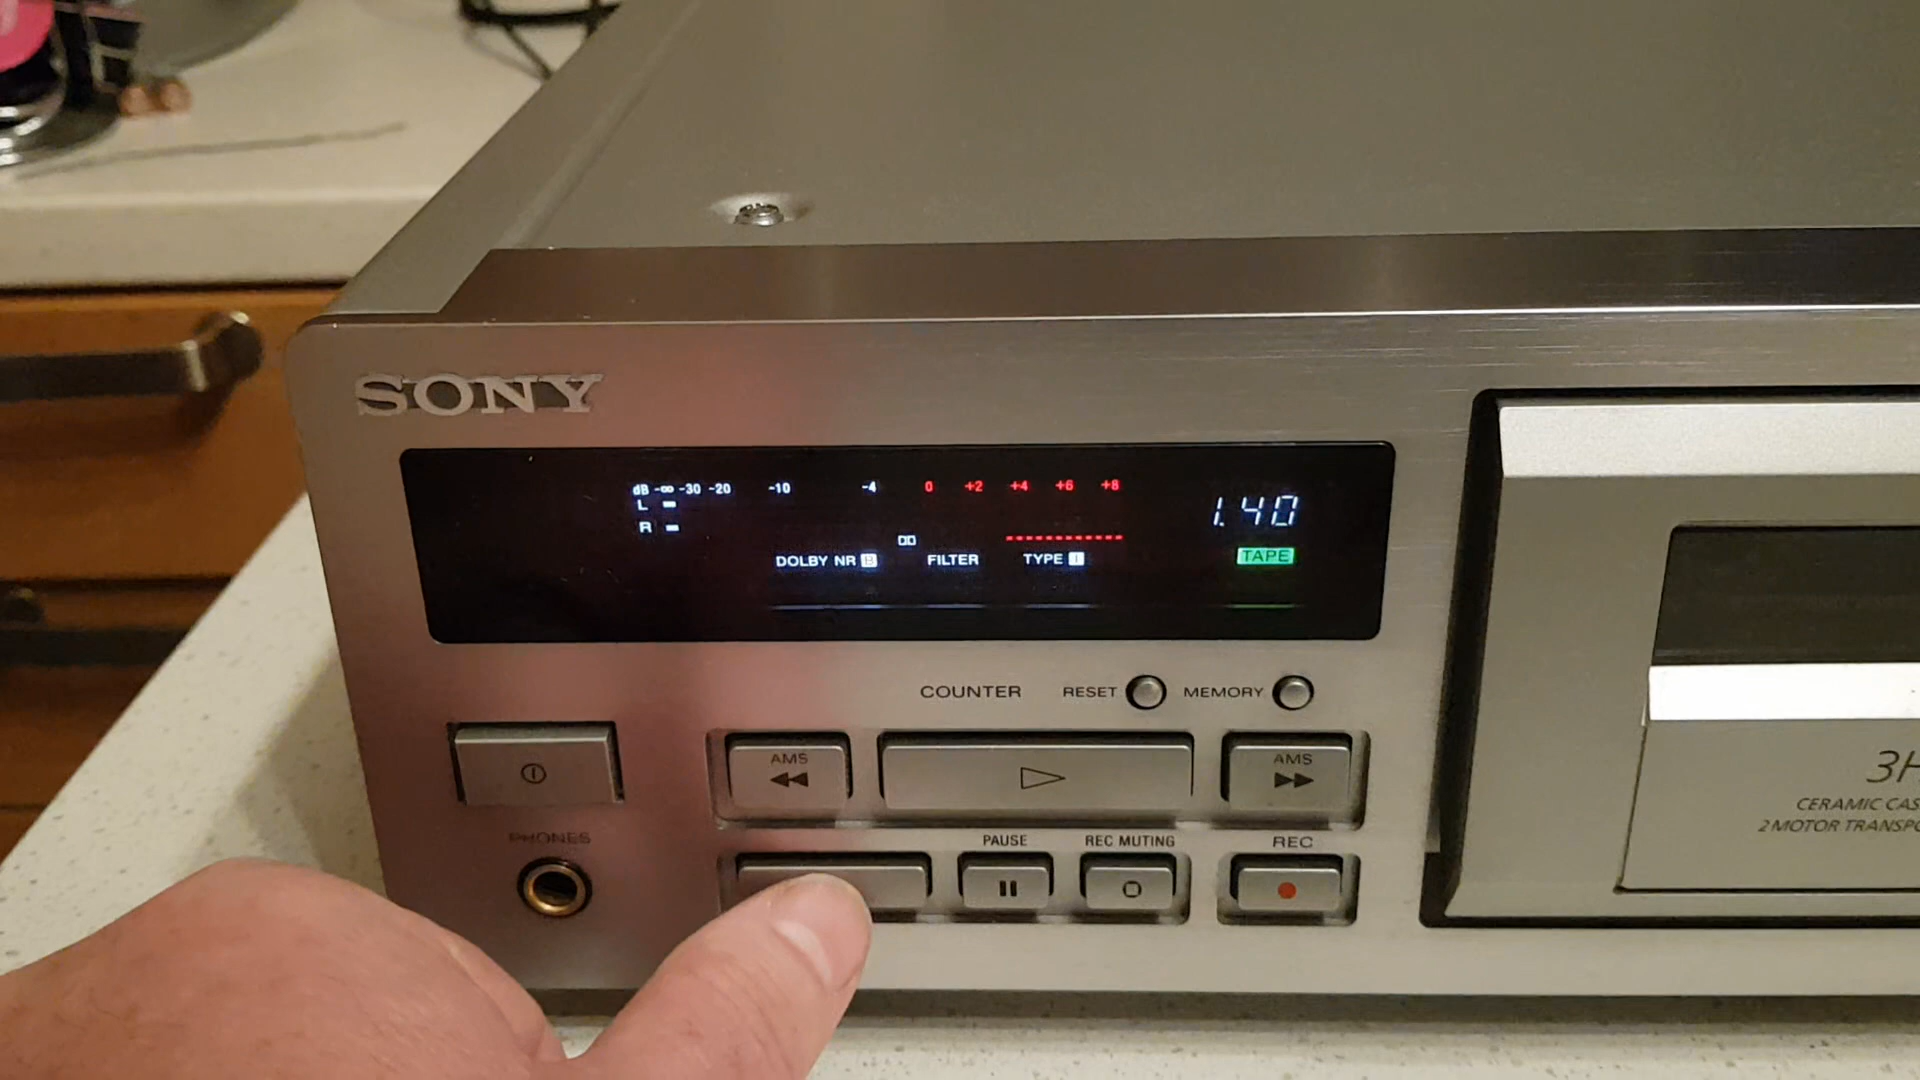 SONY
dB -∞ -30 -20 -10 -4 0 +2 +4 +6 +8
L
R
1.40
DOLBY NR B FILTER TYPE I TAPE
COUNTER RESET MEMORY
AMS AMS
PHONES
PAUSE REC MUTING REC
3H
CERAMIC CAS
2 MOTOR TRANSPO